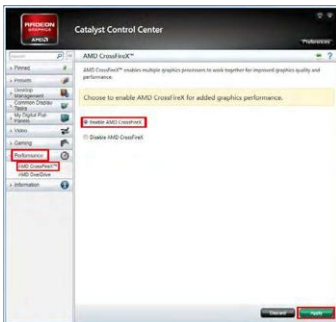 RADEON
GRAPHICS
AMD
Catalyst Control Center
Preferences
Search
AMD CrossFireX™
Pinned
Presets
Desktop
Management
Common Display
Tasks
My Digital Flat-
Panels
Video
Gaming
Performance
AMD CrossFireX™
AMD OverDrive
Information
AMD CrossFireX™ enables multiple graphics processors to work together for improved graphics quality and
performance.
Choose to enable AMD CrossFireX for added graphics performance.
Enable AMD CrossFireX
Disable AMD CrossFireX
Discard
Apply